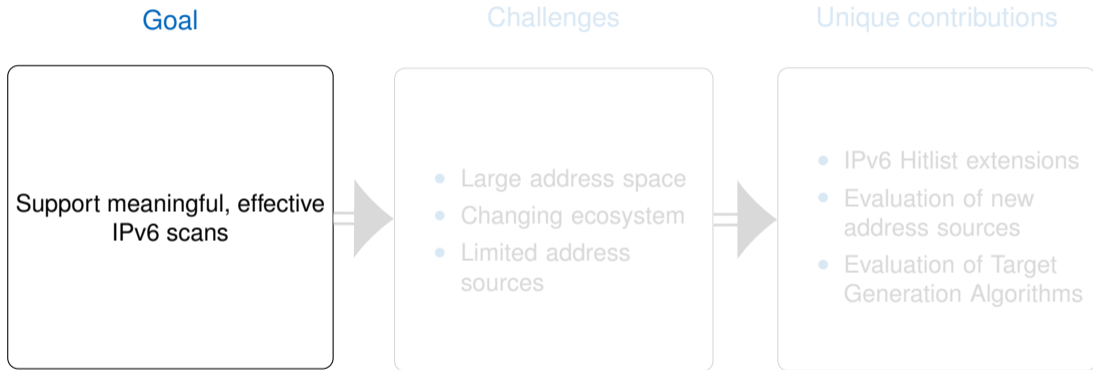 Goal
Support meaningful, effective
IPv6 scans
Challenges
Large address space
Changing ecosystem
Limited address
sources
Unique contributions
IPv6 Hitlist extensions
Evaluation of new
address sources
Evaluation of Target
Generation Algorithms